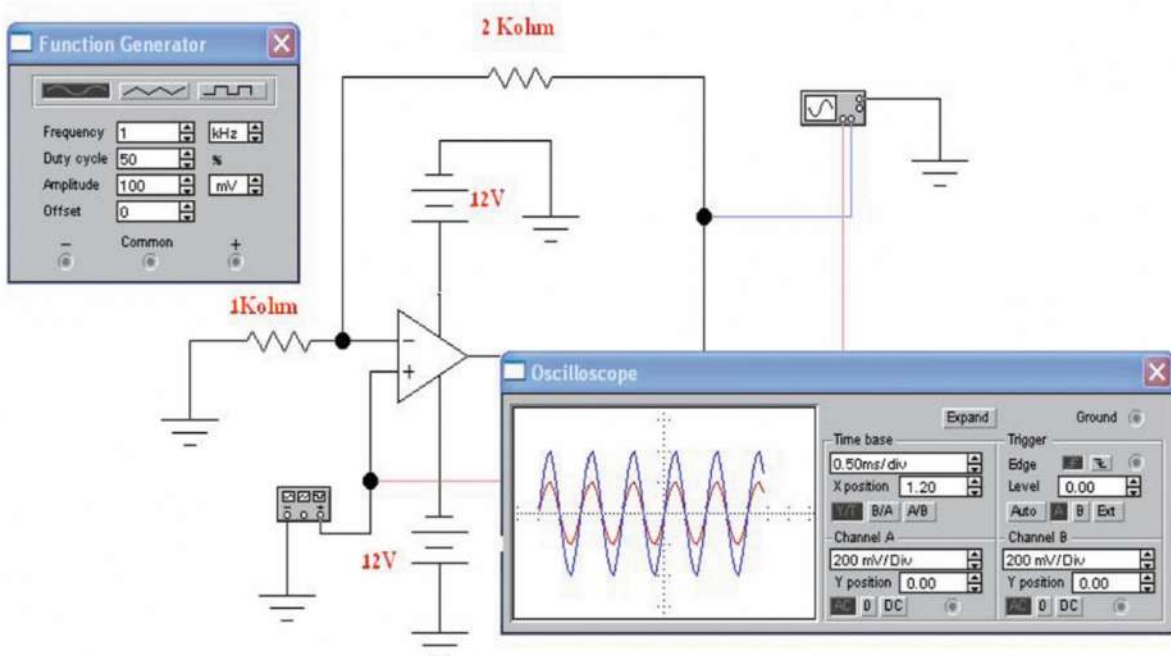 Function Generator
Frequency 1 kHz
Duty cycle 50 %
Amplitude 100 mV
Offset 0
− Common +
2 Kohm
12V
1Kohm
12V
Oscilloscope
Expand
Ground
Time base
0.50ms/div
X position 1.20
Y/T B/A A/B
Trigger
Edge
Level 0.00
Auto A B Ext
Channel A
200 mV/Div
Y position 0.00
AC 0 DC
Channel B
200 mV/Div
Y position 0.00
AC 0 DC